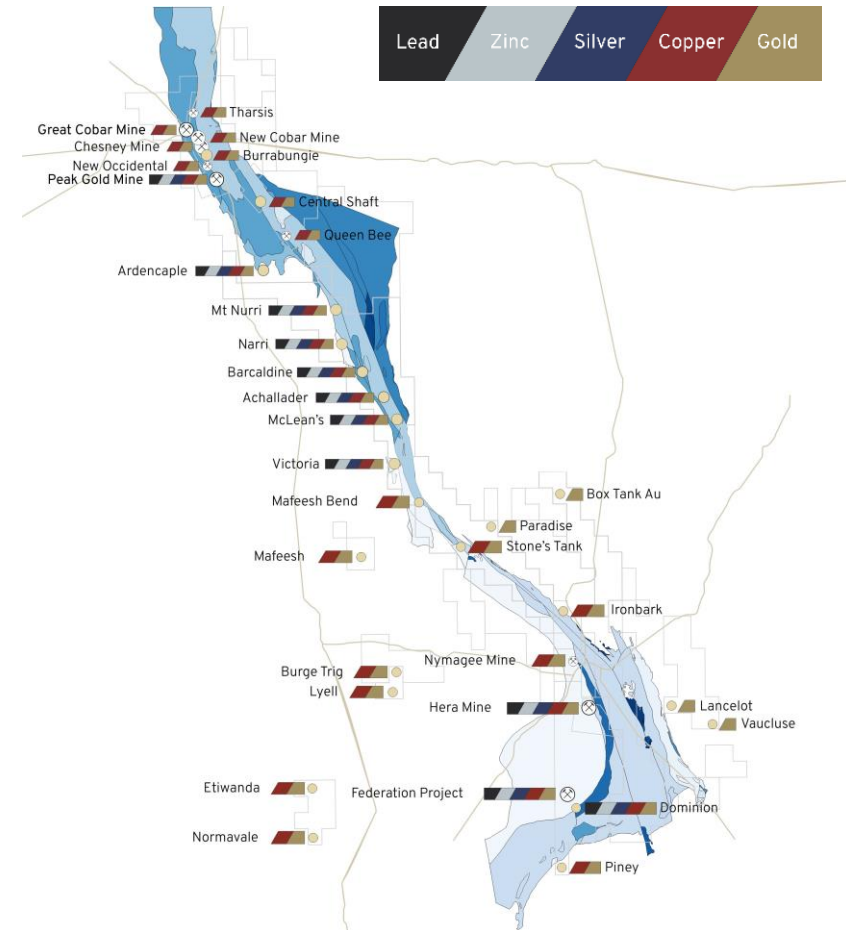 Lead Zinc Silver Copper Gold
Tharsis
Great Cobar Mine
New Cobar Mine
Chesney Mine
Burrabungie
New Occidental
Peak Gold Mine
Central Shaft
Queen Bee
Ardencaple
Mt Nurri
Narri
Barcaldine
Achallader
McLean's
Victoria
Box Tank Au
Mafeesh Bend
Paradise
Stone's Tank
Mafeesh
Ironbark
Nymagee Mine
Burge Trig
Lyell
Hera Mine
Lancelot
Vaucluse
Etiwanda
Federation Project
Dominion
Normavale
Piney